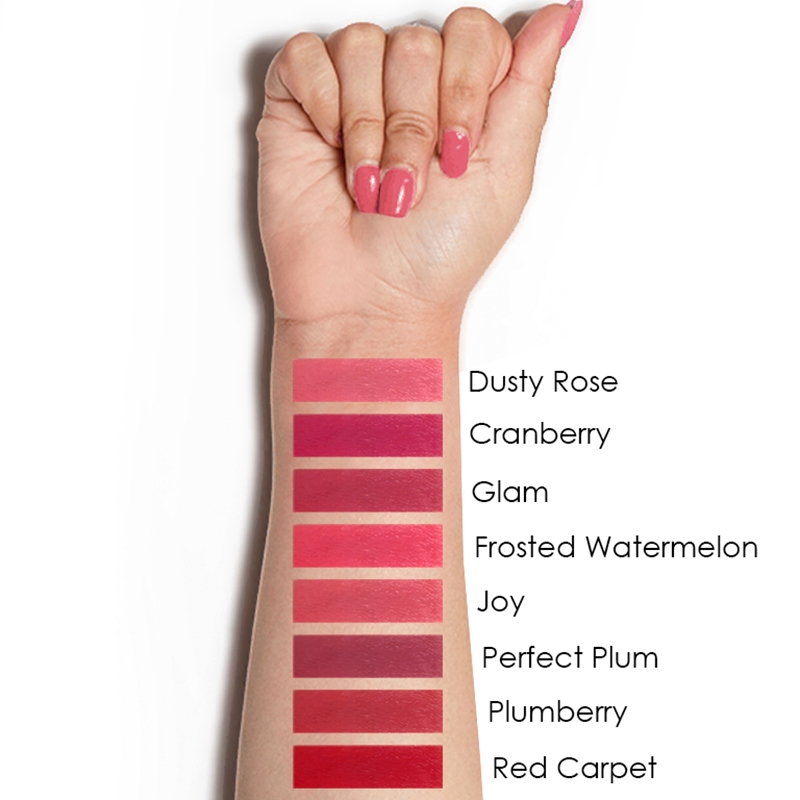 Dusty Rose
Cranberry
Glam
Frosted Watermelon
Joy
Perfect Plum
Plumberry
Red Carpet